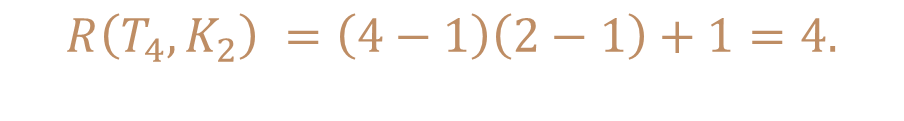 R(T₄, K₂) = (4 − 1)(2 − 1) + 1 = 4.